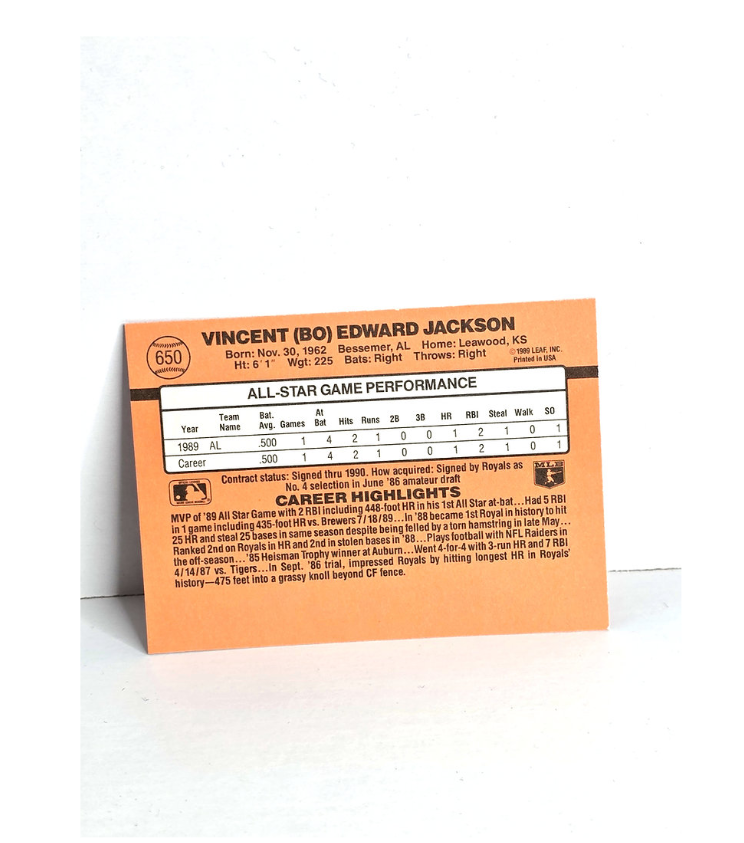 650
VINCENT (BO) EDWARD JACKSON
Born: Nov. 30, 1962 Bessemer, AL Home: Leawood, KS
Ht: 6'1" Wgt: 225 Bats: Right Throws: Right
©1989 LEAF, INC.
Printed in USA
ALL-STAR GAME PERFORMANCE
Year Team Name Bat. Avg. Games At Bat Hits Runs 2B 3B HR RBI Steal Walk SO
1989 AL .500 1 4 2 1 0 0 1 2 1 0 1
Career .500 1 4 2 1 0 0 1 2 1 0 1
Contract status: Signed thru 1990. How acquired: Signed by Royals as
No. 4 selection in June '86 amateur draft
MLB
CAREER HIGHLIGHTS
MVP of '89 All Star Game with 2 RBI including 448-foot HR in his 1st All Star at-bat...Had 5 RBI
in 1 game including 435-foot HR vs. Brewers 7/18/89...in '88 became 1st Royal in history to hit
25 HR and steal 25 bases in same season despite being felled by a torn hamstring in late May...
Ranked 2nd on Royals in HR and 2nd in stolen bases in '88...Plays football with NFL Raiders in
the off-season...'85 Heisman Trophy winner at Auburn...Went 4-for-4 with 3-run HR and 7 RBI
4/14/87 vs. Tigers...In Sept. '86 trial, impressed Royals by hitting longest HR in Royals'
history—475 feet into a grassy knoll beyond CF fence.